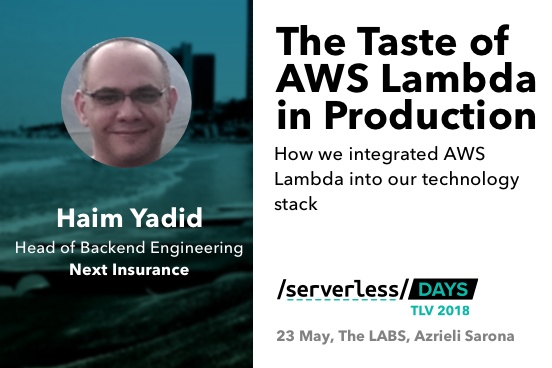 Haim Yadid
Head of Backend Engineering
Next Insurance
The Taste of
AWS Lambda
in Production
How we integrated AWS
Lambda into our technology
stack
/serverless/ DAYS
TLV 2018
23 May, The LABS, Azrieli Sarona